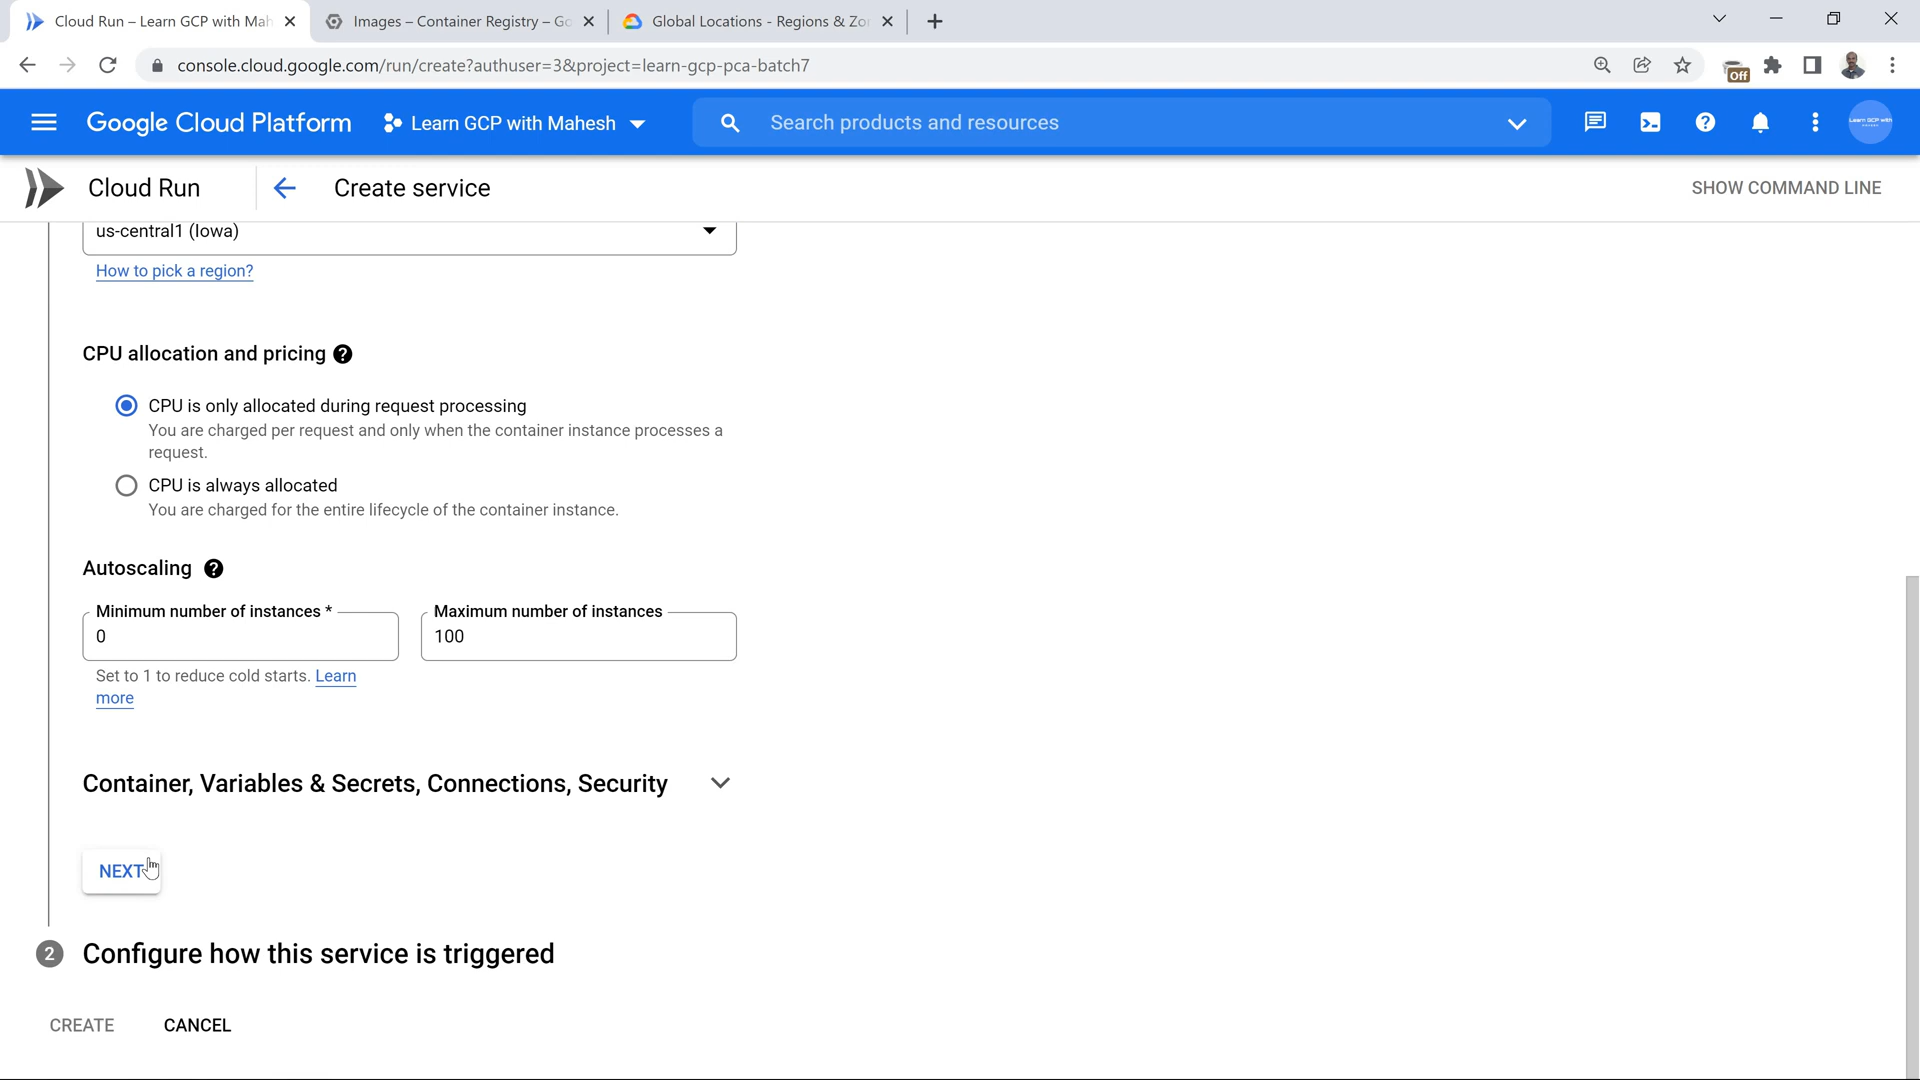 Cloud Run – Learn GCP with Mah
Images – Container Registry – Go
Global Locations - Regions & Zo
console.cloud.google.com/run/create?authuser=3&project=learn-gcp-pca-batch7
Off
Google Cloud Platform
Learn GCP with Mahesh
Search products and resources
Learn GCP with
Cloud Run
Create service
SHOW COMMAND LINE
us-central1 (Iowa)
How to pick a region?
CPU allocation and pricing
CPU is only allocated during request processing
You are charged per request and only when the container instance processes a
request.
CPU is always allocated
You are charged for the entire lifecycle of the container instance.
Autoscaling
Minimum number of instances *
0
Maximum number of instances
100
Set to 1 to reduce cold starts. Learn
more
Container, Variables & Secrets, Connections, Security
NEXT
2 Configure how this service is triggered
CREATE
CANCEL